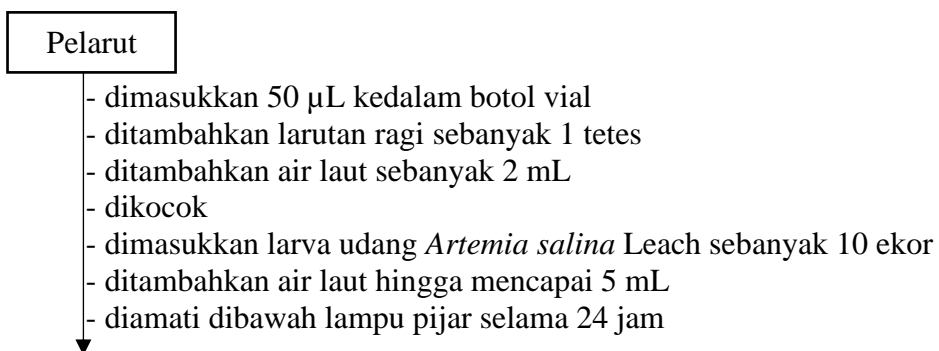 Pelarut
- dimasukkan 50 µL kedalam botol vial
- ditambahkan larutan ragi sebanyak 1 tetes
- ditambahkan air laut sebanyak 2 mL
- dikocok
- dimasukkan larva udang Artemia salina Leach sebanyak 10 ekor
- ditambahkan air laut hingga mencapai 5 mL
- diamati dibawah lampu pijar selama 24 jam